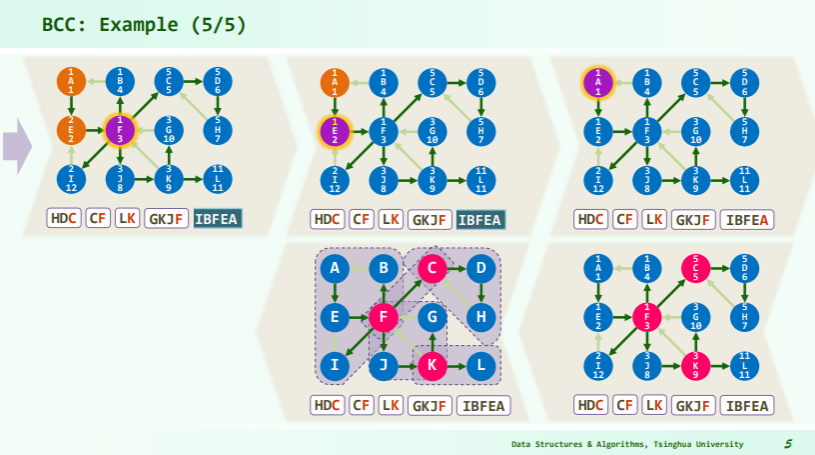 BCC: Example (5/5)
1 A 1
1 B 4
5 C 5
5 D 6
2 E 2
1 F 3
3 G 10
5 H 7
2 I 12
3 J 8
3 K 9
11 L 11
HDC CF LK GKJF IBFEA
1 A 1
1 B 4
5 C 5
5 D 6
1 E 2
1 F 3
3 G 10
5 H 7
2 I 12
3 J 8
3 K 9
11 L 11
HDC CF LK GKJF IBFEA
1 A 1
1 B 4
5 C 5
5 D 6
1 E 2
1 F 3
3 G 10
5 H 7
2 I 12
3 J 8
3 K 9
11 L 11
HDC CF LK GKJF IBFEA
A B C D
E F G H
I J K L
HDC CF LK GKJF IBFEA
1 A 1
1 B 4
5 C 5
5 D 6
1 E 2
1 F 3
3 G 10
5 H 7
2 I 12
3 J 8
3 K 9
11 L 11
HDC CF LK GKJF IBFEA
Data Structures & Algorithms, Tsinghua University 5